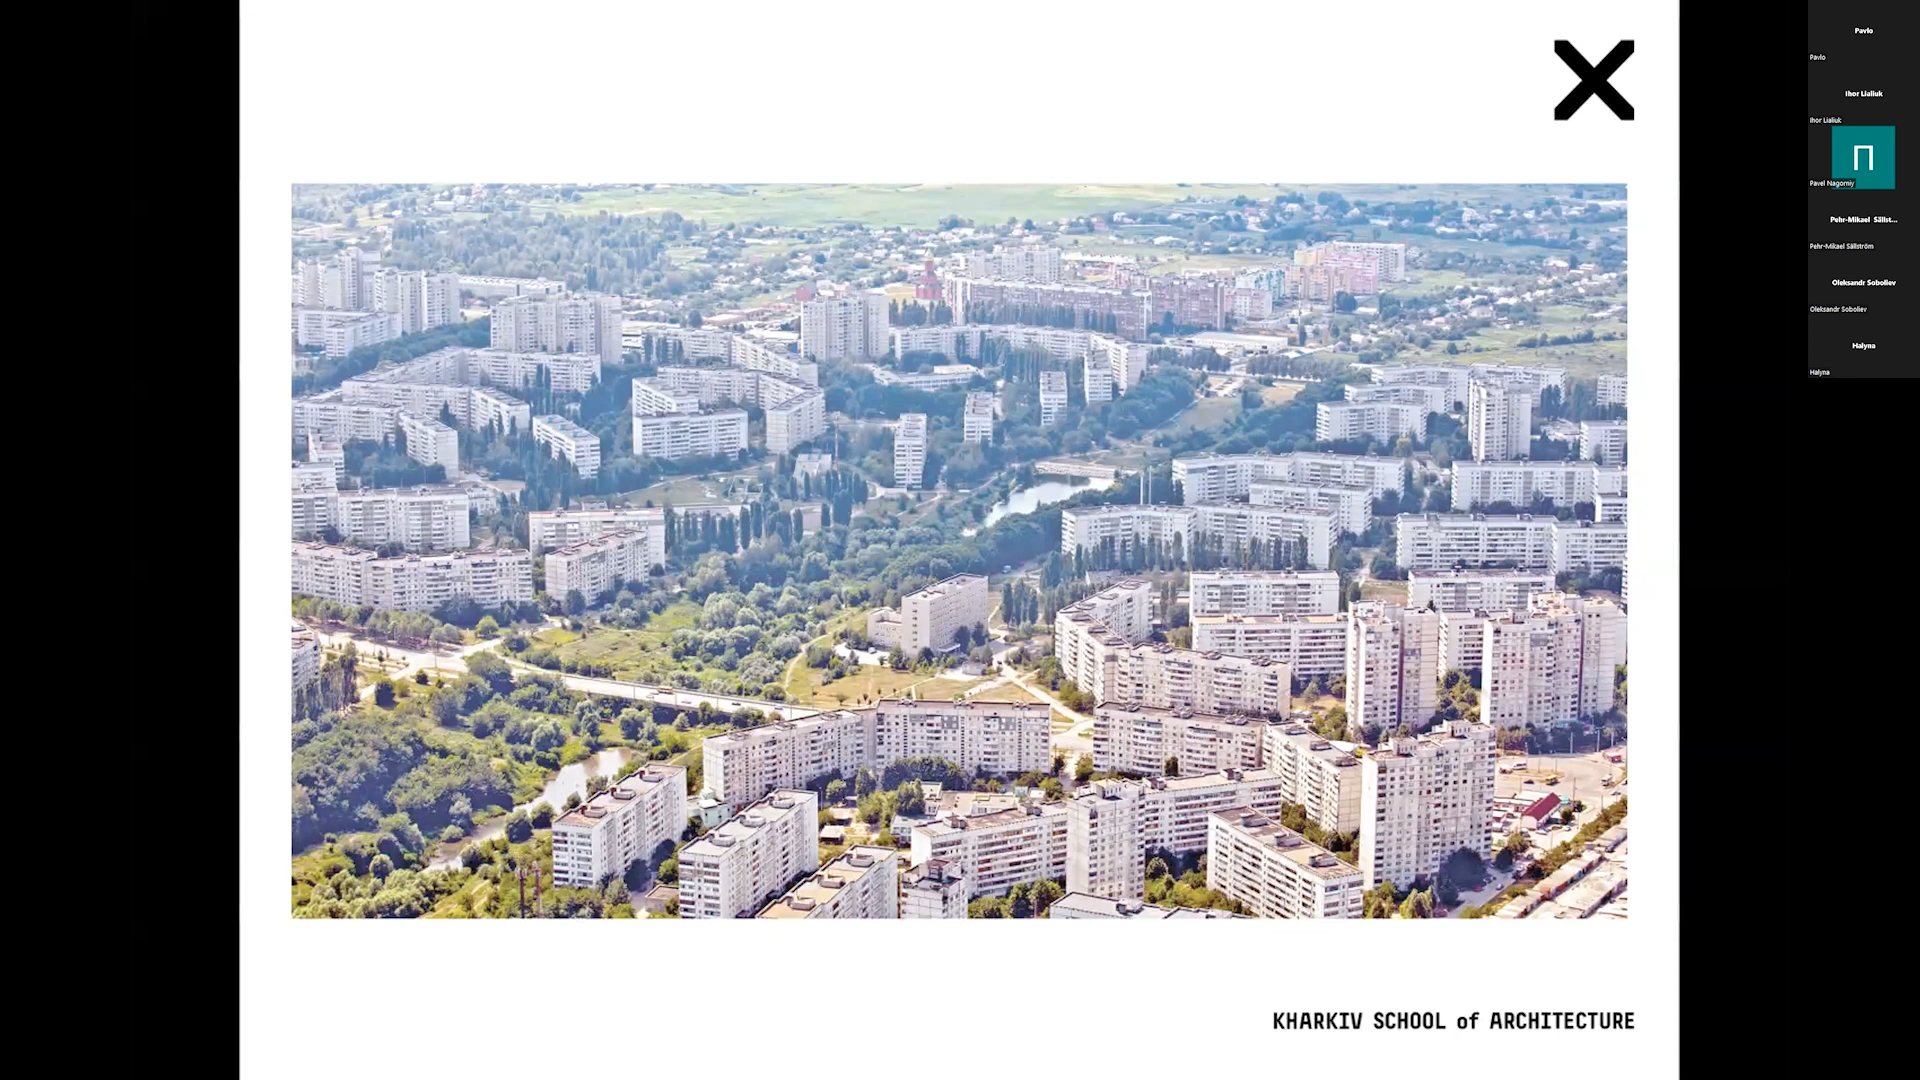 Pavlo
Pavlo
Ihor Lialiuk
Ihor Lialiuk
П
Pavel Nagorniy
Pehr-Mikael Sällst...
Pehr-Mikael Sällström
Oleksandr Soboliev
Oleksandr Soboliev
Halyna
Halyna
KHARKIV SCHOOL of ARCHITECTURE